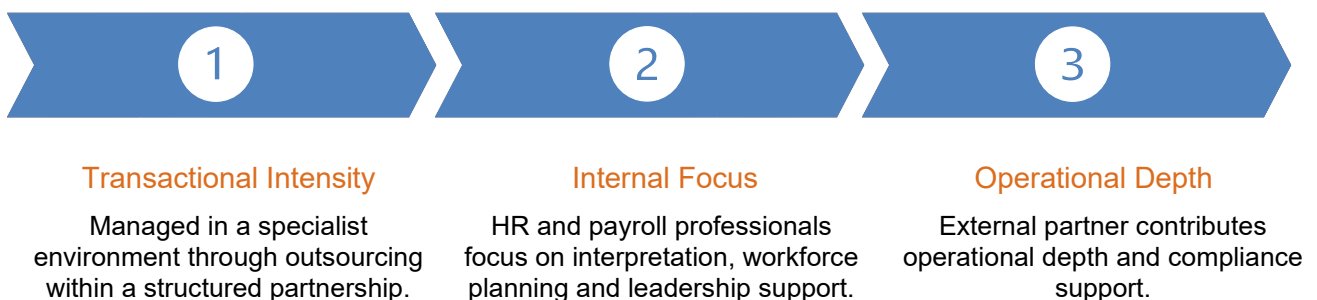 1
2
3
Transactional Intensity
Managed in a specialist
environment through outsourcing
within a structured partnership.
Internal Focus
HR and payroll professionals
focus on interpretation, workforce
planning and leadership support.
Operational Depth
External partner contributes
operational depth and compliance
support.